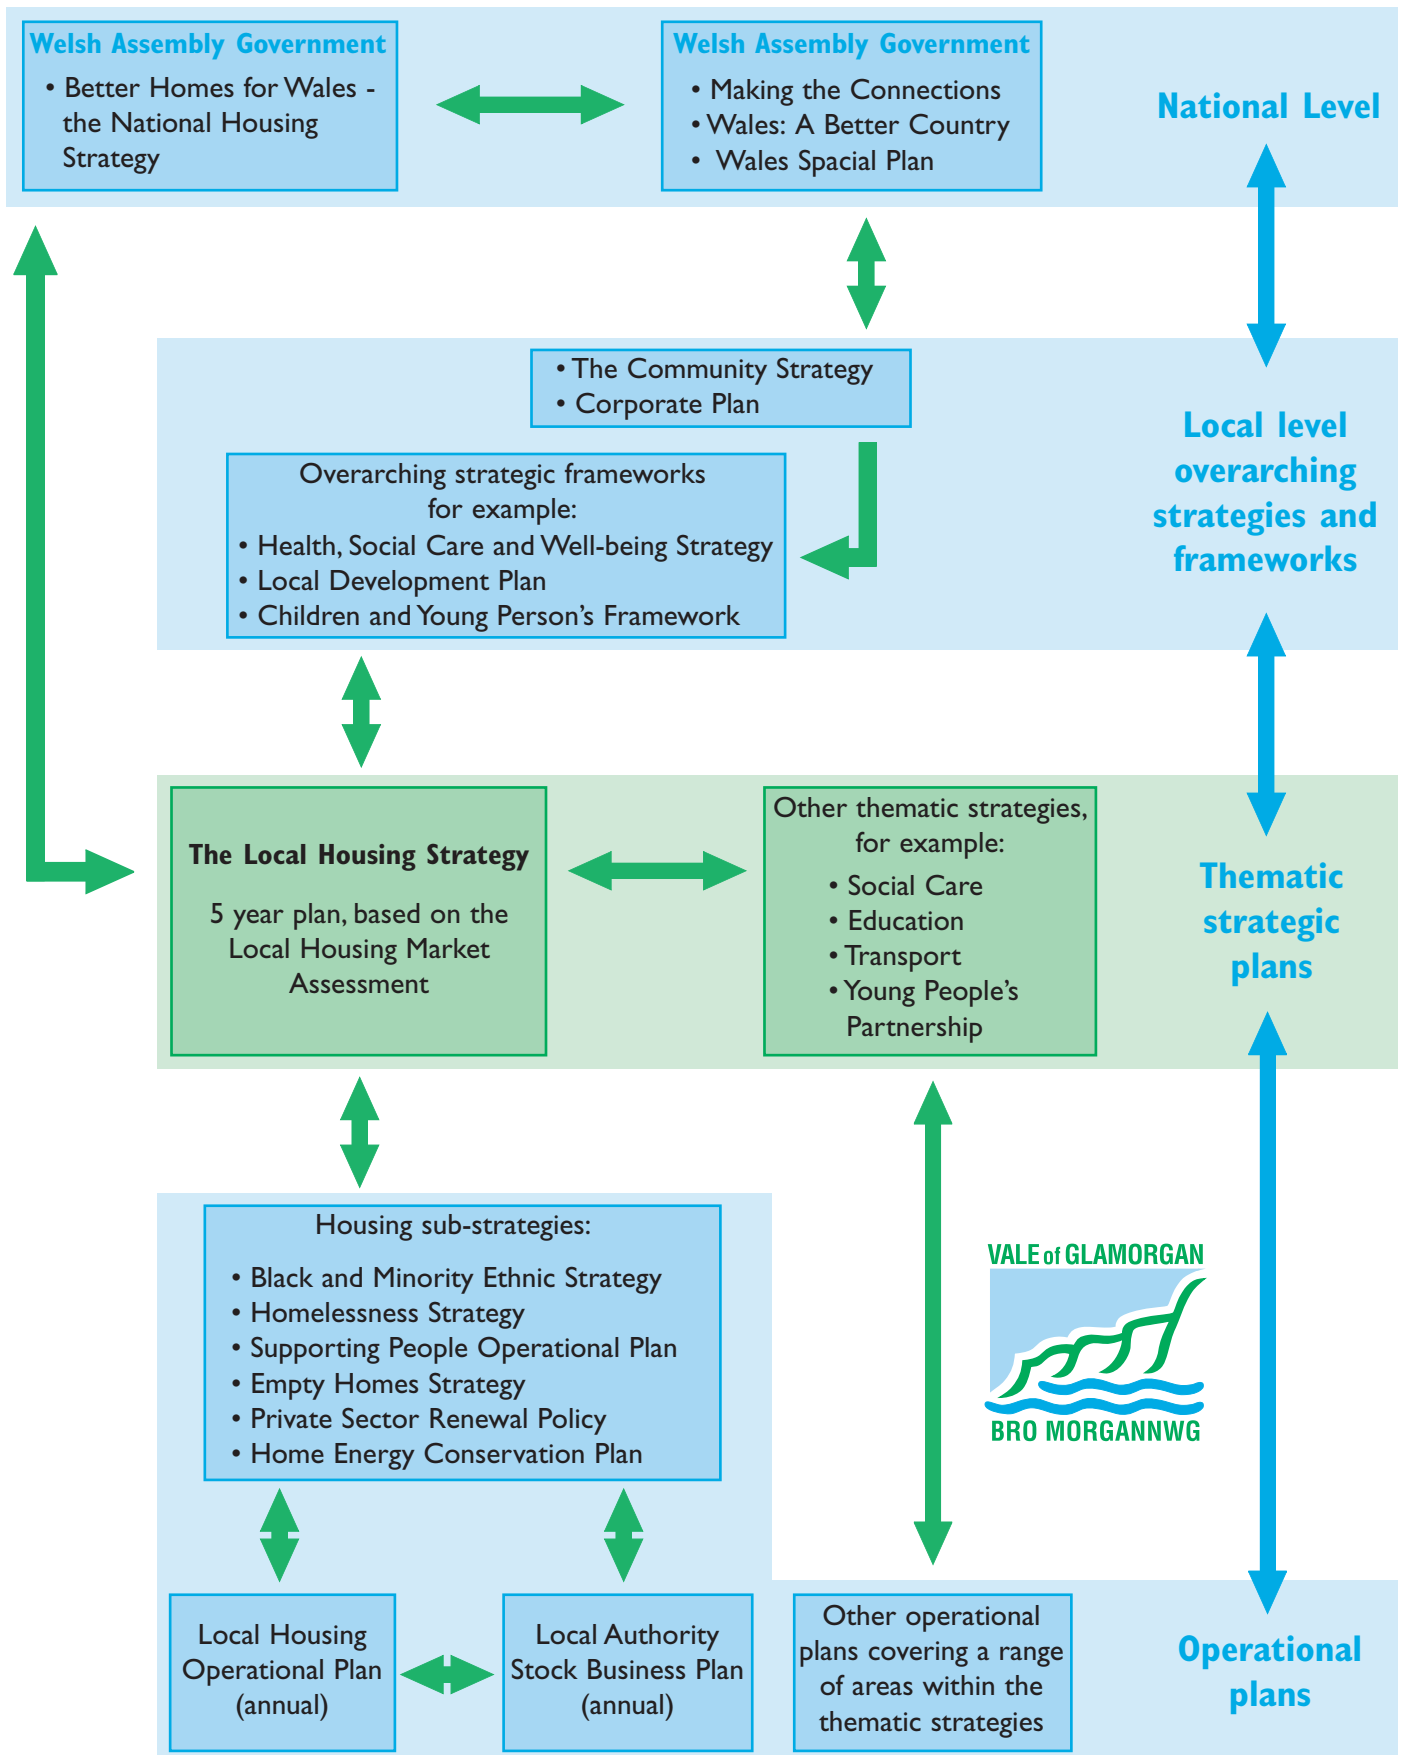 Welsh Assembly Government
• Better Homes for Wales -
the National Housing
Strategy
Welsh Assembly Government
• Making the Connections
• Wales: A Better Country
• Wales Spacial Plan
National Level
• The Community Strategy
• Corporate Plan
Overarching strategic frameworks
for example:
• Health, Social Care and Well-being Strategy
• Local Development Plan
• Children and Young Person's Framework
Local level
overarching
strategies and
frameworks
The Local Housing Strategy
5 year plan, based on the
Local Housing Market
Assessment
Other thematic strategies,
for example:
• Social Care
• Education
• Transport
• Young People's
Partnership
Thematic
strategic
plans
Housing sub-strategies:
• Black and Minority Ethnic Strategy
• Homelessness Strategy
• Supporting People Operational Plan
• Empty Homes Strategy
• Private Sector Renewal Policy
• Home Energy Conservation Plan
VALE of GLAMORGAN
BRO MORGANNWG
Local Housing
Operational Plan
(annual)
Local Authority
Stock Business Plan
(annual)
Other operational
plans covering a range
of areas within the
thematic strategies
Operational
plans